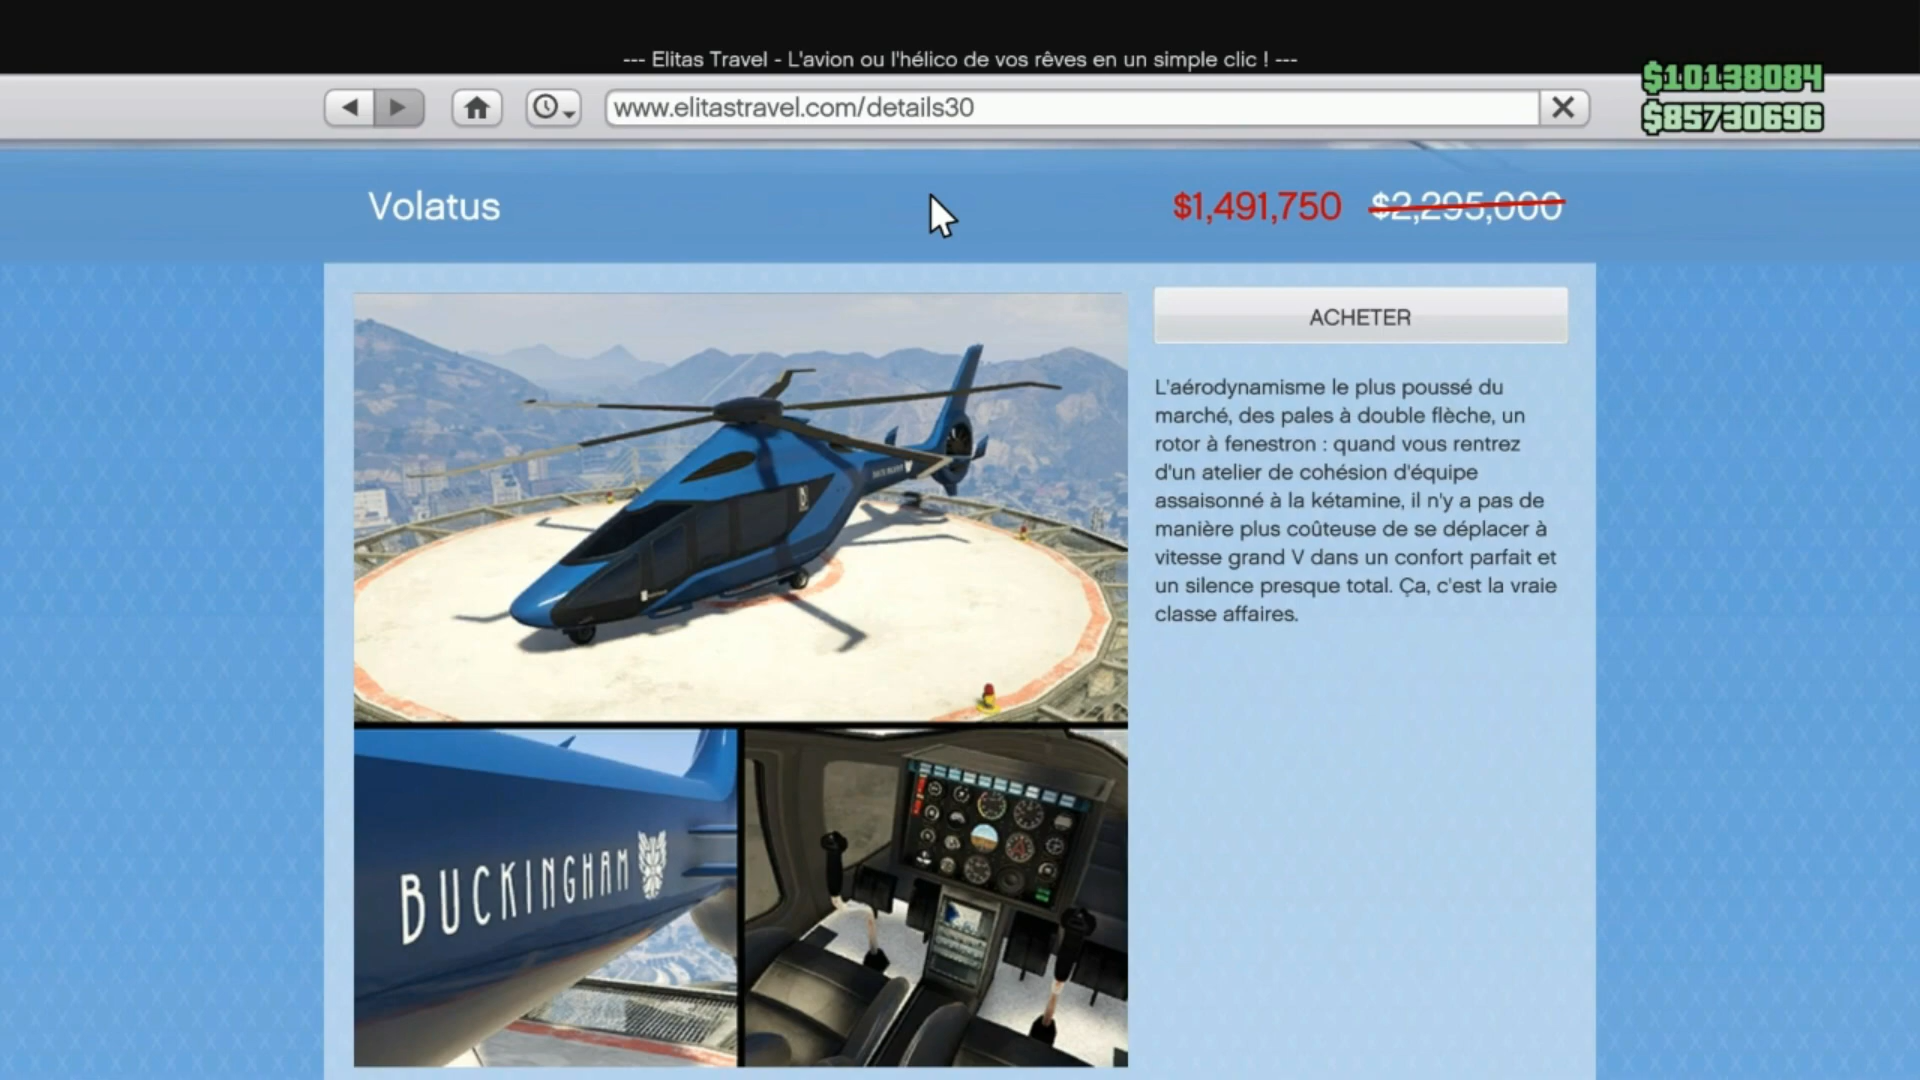 --- Elitas Travel - L'avion ou l'hélico de vos rêves en un simple clic ! ---
$10138084
www.elitastravel.com/details30
$85730696
Volatus
$1,491,750 $2,295,000
ACHETER
L'aérodynamisme le plus poussé du
marché, des pales à double flèche, un
rotor à fenestron : quand vous rentrez
d'un atelier de cohésion d'équipe
assaisonné à la kétamine, il n'y a pas de
manière plus coûteuse de se déplacer à
vitesse grand V dans un confort parfait et
un silence presque total. Ça, c'est la vraie
classe affaires.
BUCKINGHAM